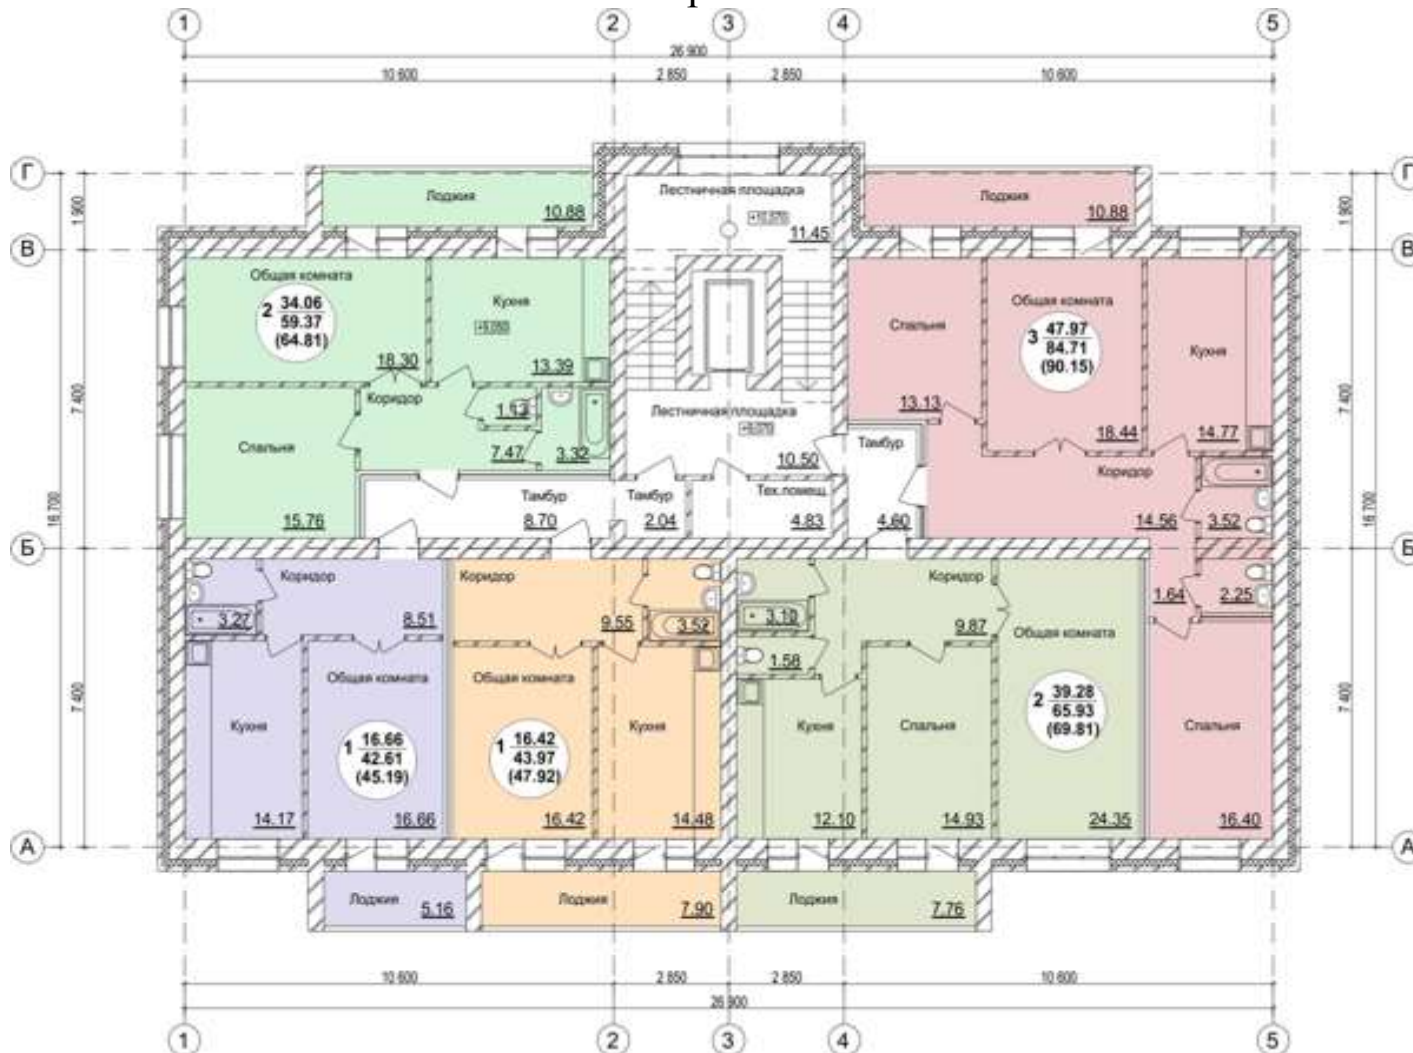 р
1 2 3 4 5
26 900
10 600 2 850 2 850 10 600
Г Г
1 900 1 900
Лоджия 10.88
Лестничная площадка
11.45
Лоджия 10.88
В В
Общая комната
2 34.06
59.37
(64.81)
18.30
Кухня
13.39
Спальня
13.13
Общая комната
3 47.97
84.71
(90.15)
18.44
Кухня
14.77
7 400 7 400
16 700 16 700
Коридор
7.47
3.32
Спальня
15.76
Лестничная площадка
10.50
Тамбур
8.70
Тамбур
2.04
Тех.помещ.
4.83
Тамбур
4.60
Коридор
14.56
3.52
Б Б
Коридор
3.27
8.51
Коридор
9.55
3.52
3.10
Коридор
9.87
1.58
1.64
2.25
Общая комната
1 16.66
42.61
(45.19)
16.66
Кухня
14.17
Общая комната
1 16.42
43.97
(47.92)
16.42
Кухня
14.48
Кухня
12.10
Спальня
14.93
Общая комната
2 39.28
65.93
(69.81)
24.35
Спальня
16.40
7 400 7 400
А А
Лоджия 5.16
Лоджия 7.90
Лоджия 7.76
10 600 2 850 2 850 10 600
26 900
1 2 3 4 5